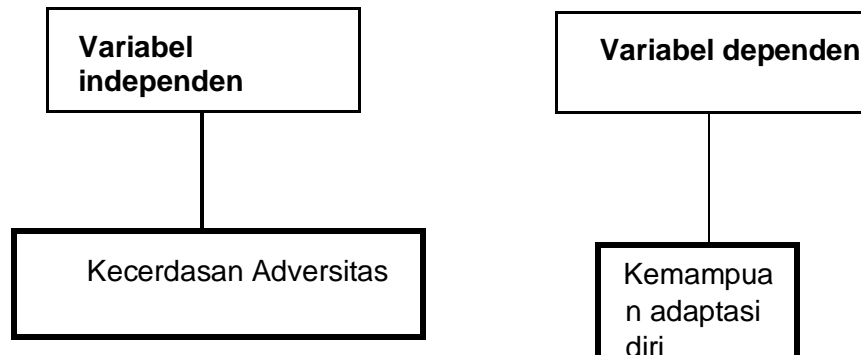 Variabel
independen
Variabel dependen
Kecerdasan Adversitas
Kemampua
n adaptasi
diri